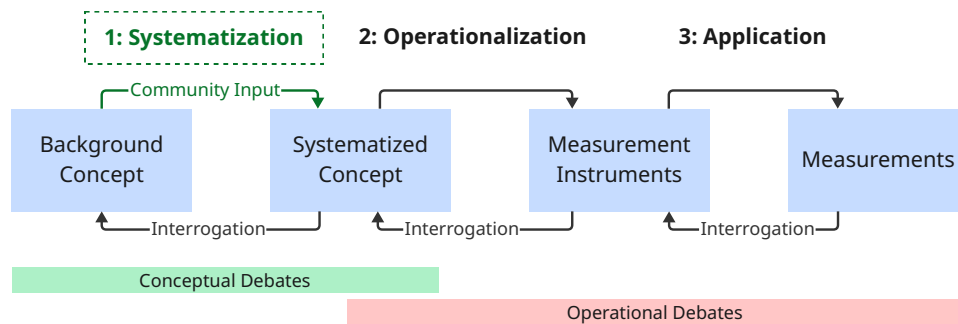 1: Systematization
2: Operationalization
3: Application
Community Input
Background
Concept
Systematized
Concept
Measurement
Instruments
Measurements
Interrogation
Interrogation
Interrogation
Conceptual Debates
Operational Debates